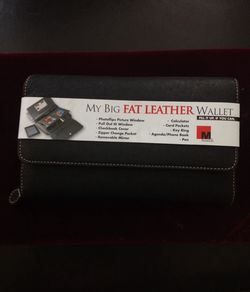 MY BIG FAT LEATHER WALLET
FILL IT UP, IF YOU CAN.
• Photoflips Picture Window
• Pull Out ID Window
• Checkbook Cover
• Zipper Change Pocket
• Removable Mirror
• Calculator
• Card Pockets
• Key Ring
• Agenda/Phone Book
• Pen
M